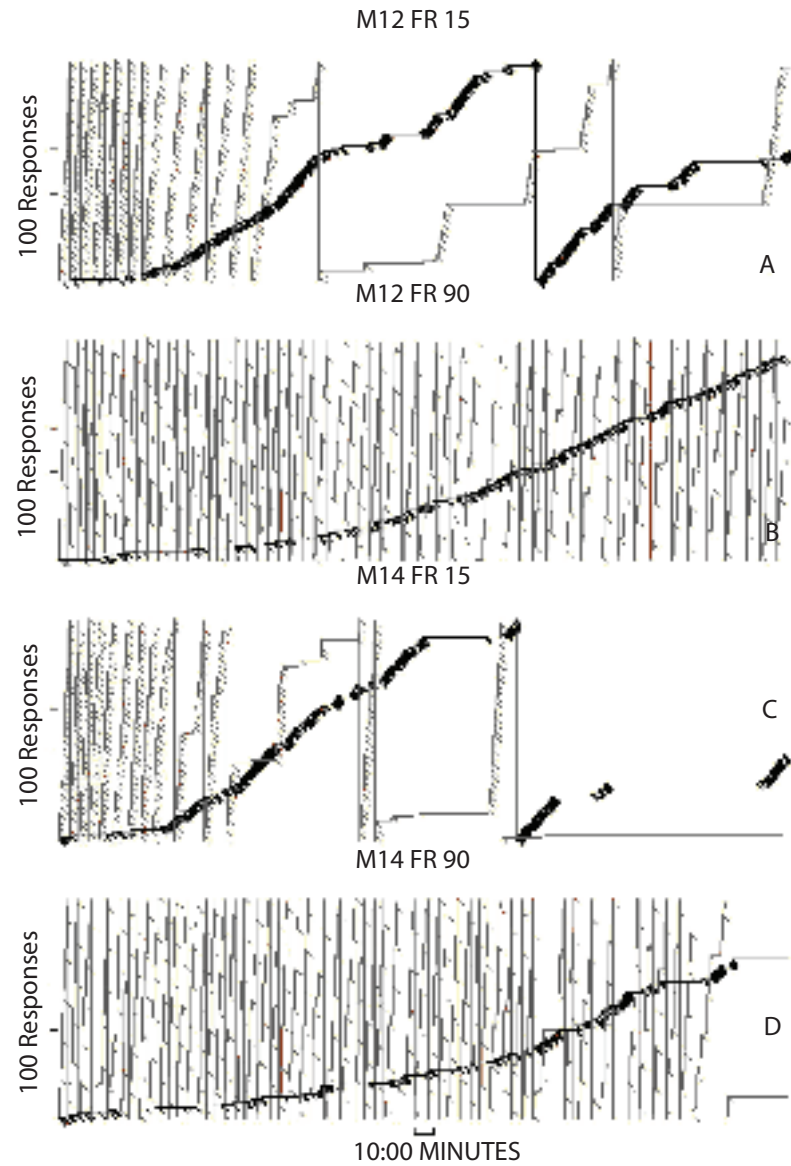 M12 FR 15
100 Responses
A
M12 FR 90
100 Responses
B
M14 FR 15
100 Responses
C
M14 FR 90
100 Responses
D
10:00 MINUTES